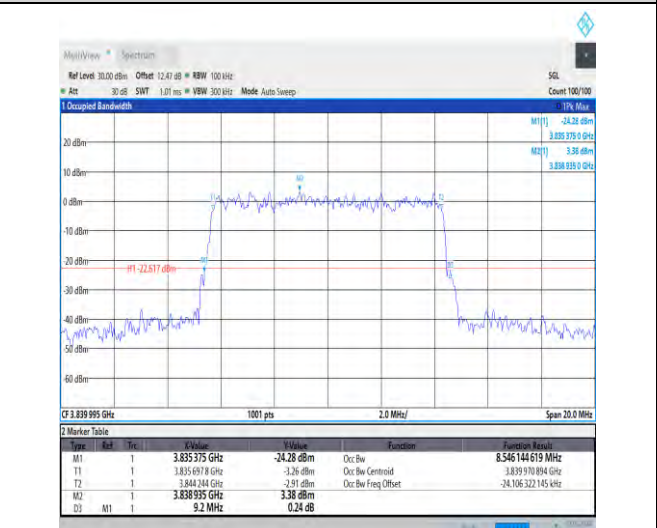 MultiView Spectrum
Ref Level 30.00 dBm Offset 12.47 dB RBW 100 kHz SGL
Att 30 dB SWT 1.01 ms VBW 300 kHz Mode Auto Sweep Count 100/100
1 Occupied Bandwidth 1Pk Max
M1[1] -24.28 dBm
3.835 375 0 GHz
M2[1] 3.38 dBm
3.838 935 0 GHz
20 dBm
10 dBm
M2
T1 T2
0 dBm
-10 dBm
-20 dBm
H1 -22.617 dBm
-30 dBm
-40 dBm
-50 dBm
-60 dBm
CF 3.839 995 GHz 1001 pts 2.0 MHz/ Span 20.0 MHz
2 Marker Table
Type Ref Trc X-Value Y-Value Function Function Result
M1 1 3.835 375 GHz -24.28 dBm Occ Bw 8.546 144 619 MHz
T1 1 3.835 697 8 GHz -3.26 dBm Occ Bw Centroid 3.839 970 894 GHz
T2 1 3.844 244 GHz -2.91 dBm Occ Bw Freq Offset -24.106 322 145 kHz
M2 1 3.838 935 GHz 3.38 dBm
D3 M1 1 9.2 MHz 0.24 dB